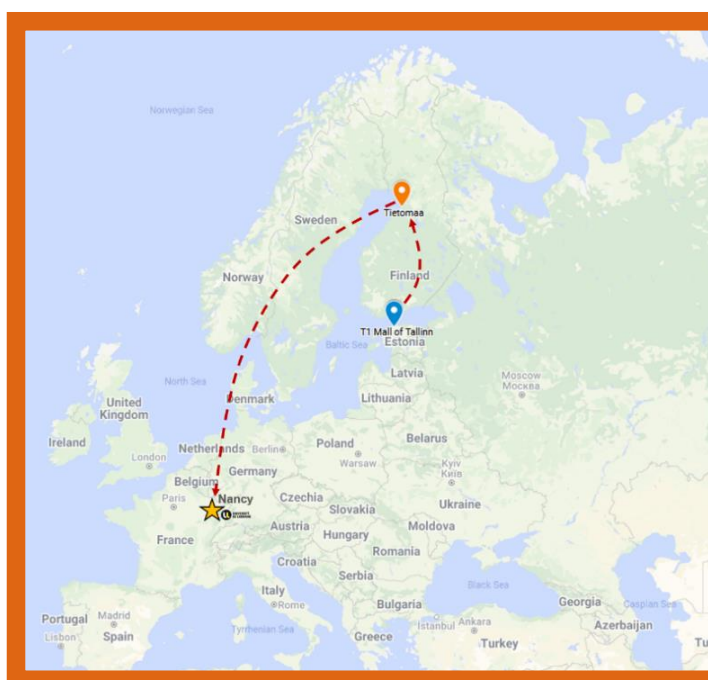 Norwegian Sea
Sweden
Tietomaa
Norway
Finland
T1 Mall of Tallinn
Baltic Sea
Estonia
Latvia
Moscow
Москва
North Sea
Denmark
Lithuania
United
Kingdom
Ireland
London
Netherlands
Berlin
Poland
Warsaw
Belarus
Belgium
Germany
Kyiv
Київ
Paris
Nancy
Czechia
Ukraine
Slovakia
France
Austria
Moldova
Hungary
Romania
Croatia
Serbia
Italy
Rome
Bulgaria
Black Sea
Georgia
Caspian Sea
Portugal
Madrid
Lisbon
Spain
Tyrrhenian Sea
Istanbul
Ankara
Azerbaijan
Greece
Turkey
Tu